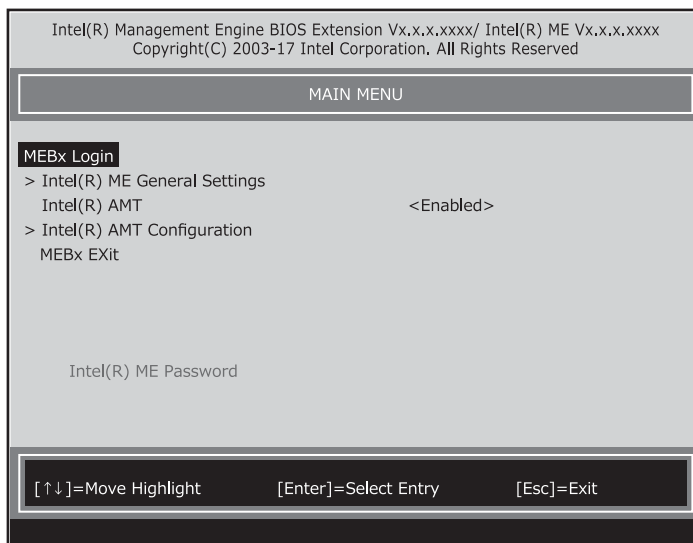 Intel(R) Management Engine BIOS Extension Vx.x.x.xxxx/ Intel(R) ME Vx.x.x.xxxx
Copyright(C) 2003-17 Intel Corporation. All Rights Reserved
MAIN MENU
MEBx Login
> Intel(R) ME General Settings
Intel(R) AMT <Enabled>
> Intel(R) AMT Configuration
MEBx EXit
Intel(R) ME Password
[↑↓]=Move Highlight [Enter]=Select Entry [Esc]=Exit